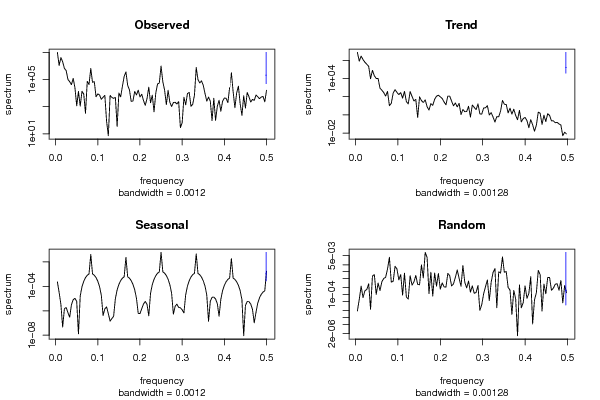 Observed
spectrum
1e+01 1e+05
0.0 0.1 0.2 0.3 0.4 0.5
frequency
bandwidth = 0.0012
Trend
spectrum
1e-02 1e+04
0.0 0.1 0.2 0.3 0.4 0.5
frequency
bandwidth = 0.00128
Seasonal
spectrum
1e-08 1e-04
0.0 0.1 0.2 0.3 0.4 0.5
frequency
bandwidth = 0.0012
Random
spectrum
2e-06 1e-04 5e-03
0.0 0.1 0.2 0.3 0.4 0.5
frequency
bandwidth = 0.00128